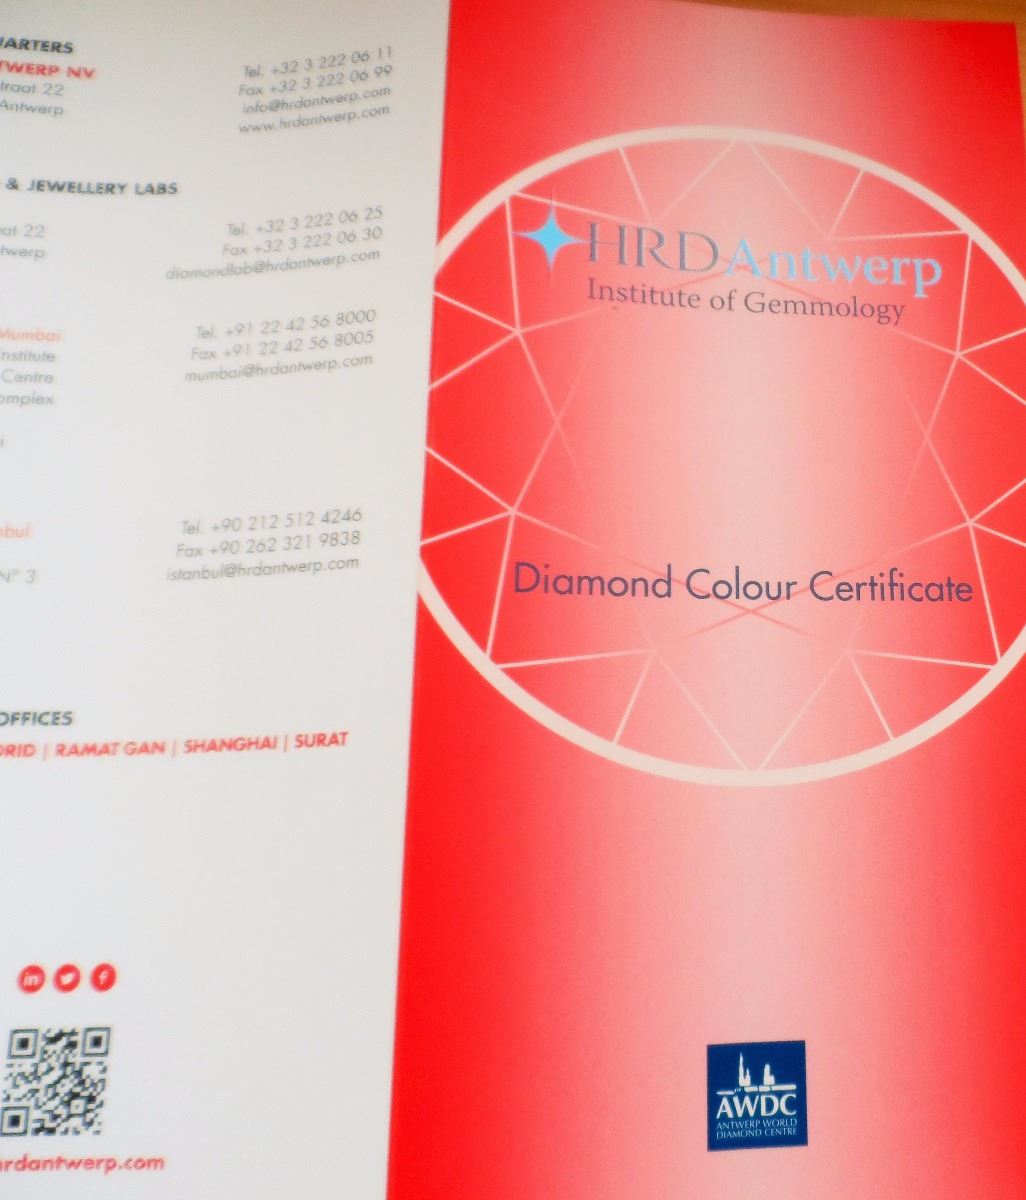 UARTERS
TWERP NV
traat 22
Antwerp
Tel. +32 3 222 06 11
Fax +32 3 222 06 99
info@hrdantwerp.com
www.hrdantwerp.com
& JEWELLERY LABS
at 22
twerp
Tel. +32 3 222 06 25
Fax +32 3 222 06 30
diamondlab@hrdantwerp.com
Mumbai
nstitute
Centre
omplex
i
Tel. +91 22 42 56 8000
Fax +91 22 42 56 8005
mumbai@hrdantwerp.com
nbul
N° 3
Tel. +90 212 512 4246
Fax +90 262 321 9838
istanbul@hrdantwerp.com
OFFICES
DRID | RAMAT GAN | SHANGHAI | SURAT
in f
hrdantwerp.com
HRD Antwerp
Institute of Gemmology
Diamond Colour Certificate
AWDC
ANTWERP WORLD
DIAMOND CENTRE